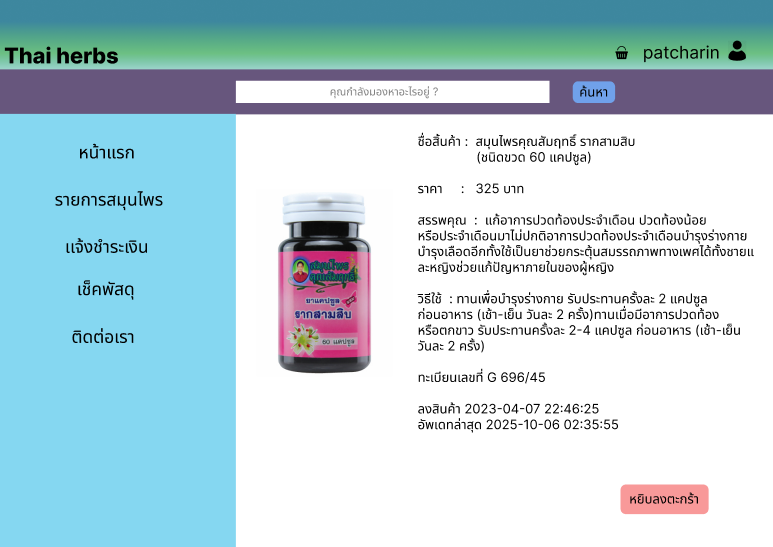 Thai herbs
patcharin
คุณกำลังมองหาอะไรอยู่ ?
ค้นหา
หน้าแรก
รายการสมุนไพร
แจ้งชำระเงิน
เช็คพัสดุ
ติดต่อเรา
สมุนไพร
คุณสัมฤทธิ์
ยาแคปซูล
รากสามสิบ
60 แคปซูล
ชื่อสิ้นค้า : สมุนไพรคุณสัมฤทธิ์ รากสามสิบ
(ชนิดขวด 60 แคปซูล)
ราคา : 325 บาท
สรรพคุณ : แก้อาการปวดท้องประจำเดือน ปวดท้องน้อย
หรือประจำเดือนมาไม่ปกติอาการปวดท้องประจำเดือนบำรุงร่างกาย
บำรุงเลือดอีกทั้งใช้เป็นยาช่วยกระตุ้นสมรรถภาพทางเพศได้ทั้งชายแ
ละหญิงช่วยแก้ปัญหาภายในของผู้หญิง
วิธีใช้ : ทานเพื่อบำรุงร่างกาย รับประทานครั้งละ 2 แคปซูล
ก่อนอาหาร (เช้า-เย็น วันละ 2 ครั้ง)ทานเมื่อมีอาการปวดท้อง
หรือตกขาว รับประทานครั้งละ 2-4 แคปซูล ก่อนอาหาร (เช้า-เย็น
วันละ 2 ครั้ง)
ทะเบียนเลขที่ G 696/45
ลงสินค้า 2023-04-07 22:46:25
อัพเดทล่าสุด 2025-10-06 02:35:55
หยิบลงตะกร้า